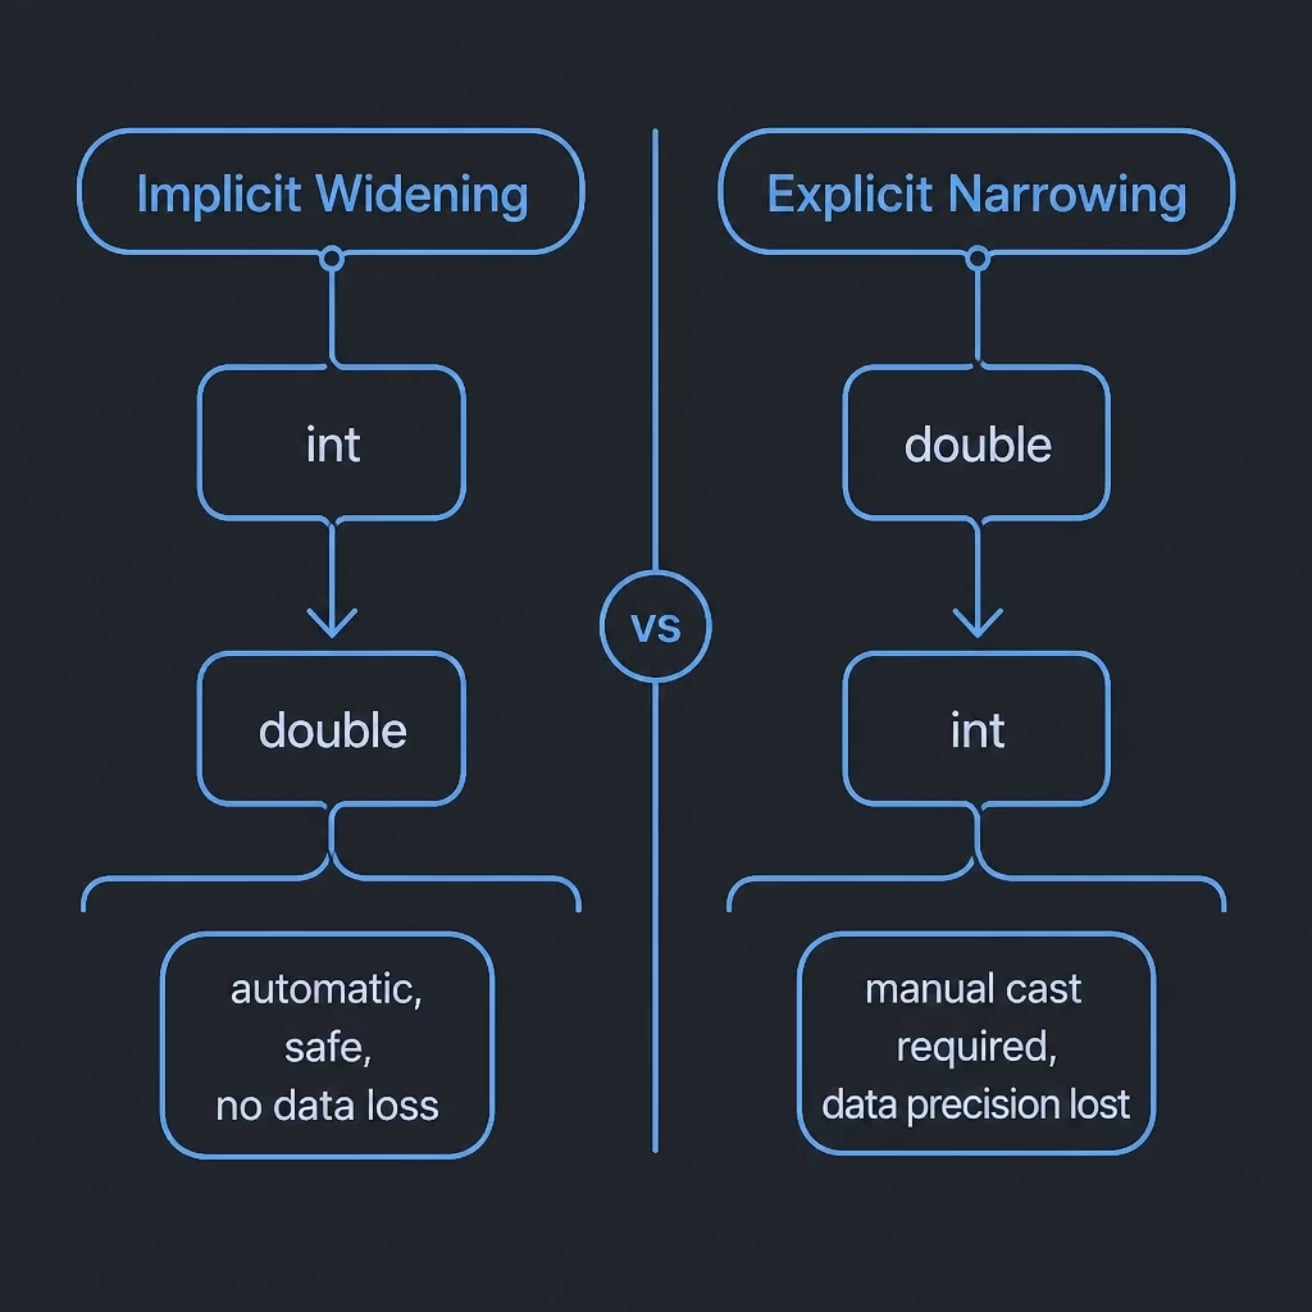 Implicit Widening
int
double
automatic,
safe,
no data loss
vs
Explicit Narrowing
double
int
manual cast
required,
data precision lost